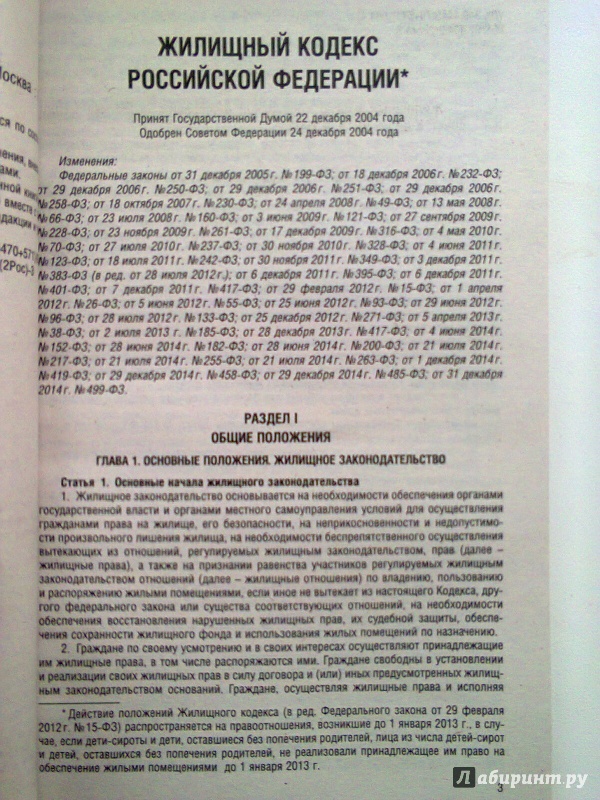 ЖИЛИЩНЫЙ КОДЕКС
РОССИЙСКОЙ ФЕДЕРАЦИИ*
Принят Государственной Думой 22 декабря 2004 года
Одобрен Советом Федерации 24 декабря 2004 года
Изменения:
Федеральные законы от 31 декабря 2005 г. №199-ФЗ; от 18 декабря 2006 г. №232-ФЗ;
от 29 декабря 2006 г. №250-ФЗ; от 29 декабря 2006 г. №251-ФЗ; от 29 декабря 2006 г.
№258-ФЗ; от 18 октября 2007 г. №230-ФЗ; от 24 апреля 2008 г. №49-ФЗ; от 13 мая 2008 г.
№66-ФЗ; от 23 июля 2008 г. №160-ФЗ; от 3 июня 2009 г. №121-ФЗ; от 27 сентября 2009 г.
№228-ФЗ; от 23 ноября 2009 г. №261-ФЗ; от 17 декабря 2009 г. №316-ФЗ; от 4 мая 2010 г.
№70-ФЗ; от 27 июля 2010 г. №237-ФЗ; от 30 ноября 2010 г. №328-ФЗ; от 4 июня 2011 г.
№123-ФЗ; от 18 июля 2011 г. №242-ФЗ; от 30 ноября 2011 г. №349-ФЗ; от 3 декабря 2011 г.
№383-ФЗ (в ред. от 28 июля 2012 г.); от 6 декабря 2011 г. №395-ФЗ; от 6 декабря 2011 г.
№401-ФЗ; от 7 декабря 2011 г. №417-ФЗ; от 29 февраля 2012 г. №15-ФЗ; от 1 апреля
2012 г. №26-ФЗ; от 5 июня 2012 г. №55-ФЗ; от 25 июня 2012 г. №93-ФЗ; от 29 июня 2012 г.
№96-ФЗ; от 28 июля 2012 г. №133-ФЗ; от 25 декабря 2012 г. №271-ФЗ; от 5 апреля 2013 г.
№38-ФЗ; от 2 июля 2013 г. №185-ФЗ; от 28 декабря 2013 г. №417-ФЗ; от 4 июня 2014 г.
№152-ФЗ; от 28 июня 2014 г. №182-ФЗ; от 28 июня 2014 г. №200-ФЗ; от 21 июля 2014 г.
№217-ФЗ; от 21 июля 2014 г. №255-ФЗ; от 21 июля 2014 г. №263-ФЗ; от 1 декабря 2014 г.
№419-ФЗ; от 29 декабря 2014 г. №458-ФЗ; от 29 декабря 2014 г. №485-ФЗ; от 31 декабря
2014 г. №499-ФЗ.
РАЗДЕЛ I
ОБЩИЕ ПОЛОЖЕНИЯ
ГЛАВА 1. ОСНОВНЫЕ ПОЛОЖЕНИЯ. ЖИЛИЩНОЕ ЗАКОНОДАТЕЛЬСТВО
Статья 1. Основные начала жилищного законодательства
1. Жилищное законодательство основывается на необходимости обеспечения органами
государственной власти и органами местного самоуправления условий для осуществления
гражданами права на жилище, его безопасности, на неприкосновенности и недопустимо-
сти произвольного лишения жилища, на необходимости беспрепятственного осуществления
вытекающих из отношений, регулируемых жилищным законодательством, прав (далее –
жилищные права), а также на признании равенства участников регулируемых жилищным
законодательством отношений (далее – жилищные отношения) по владению, пользованию
и распоряжению жилыми помещениями, если иное не вытекает из настоящего Кодекса, дру-
гого федерального закона или существа соответствующих отношений, на необходимости
обеспечения восстановления нарушенных жилищных прав, их судебной защиты, обеспе-
чения сохранности жилищного фонда и использования жилых помещений по назначению.
2. Граждане по своему усмотрению и в своих интересах осуществляют принадлежащие
им жилищные права, в том числе распоряжаются ими. Граждане свободны в установлении
и реализации своих жилищных прав в силу договора и (или) иных предусмотренных жилищ-
ным законодательством оснований. Граждане, осуществляя жилищные права и исполняя
* Действие положений Жилищного кодекса (в ред. Федерального закона от 29 февраля
2012 г. №15-ФЗ) распространяется на правоотношения, возникшие до 1 января 2013 г., в слу-
чае, если дети-сироты и дети, оставшиеся без попечения родителей, лица из числа детей-сирот
и детей, оставшихся без попечения родителей, не реализовали принадлежащее им право на
обеспечение жилыми помещениями до 1 января 2013 г.
3
Москва
ся по
ами.
470+571
(2Рос)-3
Лабиринт.ру